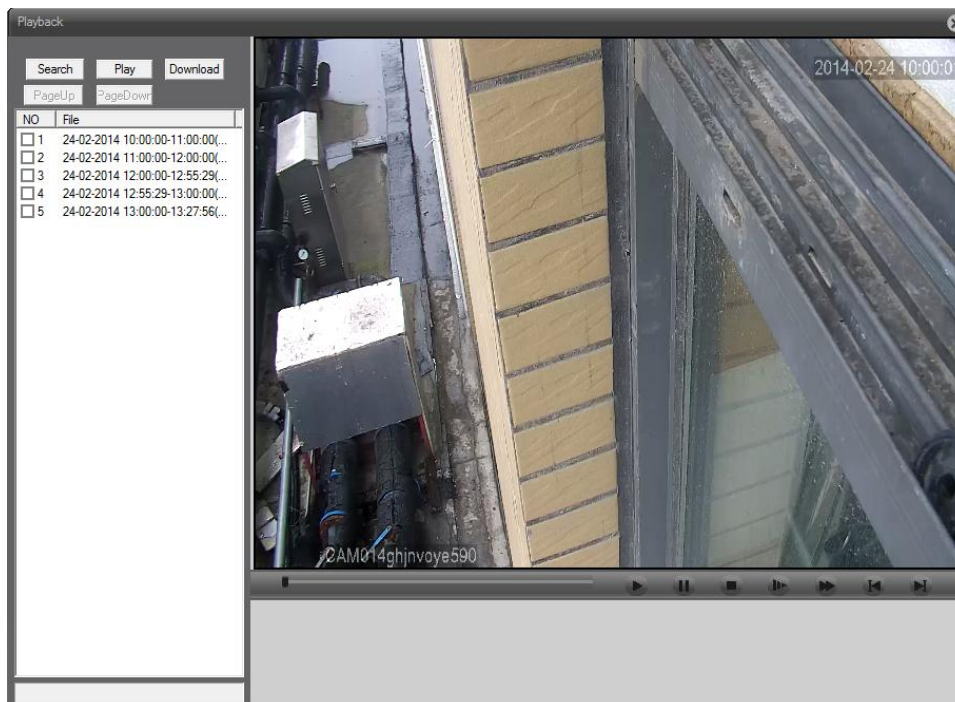 Playback
Search Play Download
PageUp PageDown
NO File
1 24-02-2014 10:00:00-11:00:00(...
2 24-02-2014 11:00:00-12:00:00(...
3 24-02-2014 12:00:00-12:55:29(...
4 24-02-2014 12:55:29-13:00:00(...
5 24-02-2014 13:00:00-13:27:56(...
2014-02-24 10:00:01
CAM014ghjnvoye590